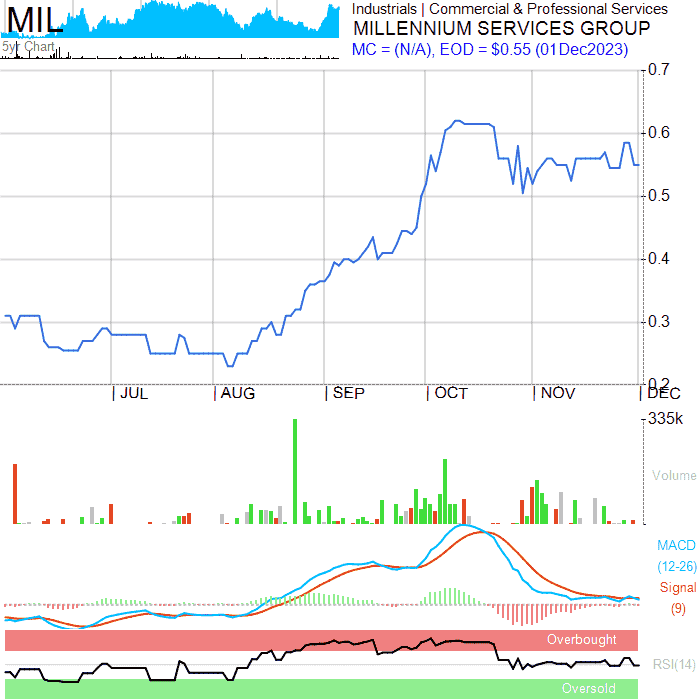 MIL
5yr Chart
Industrials | Commercial & Professional Services
MILLENNIUM SERVICES GROUP
MC = (N/A), EOD = $0.55 (01Dec2023)
0.7
0.6
0.5
0.4
0.3
0.2
JUL
AUG
SEP
OCT
NOV
DEC
335k
Volume
MACD
(12-26)
Signal
(9)
Overbought
RSI(14)
Oversold